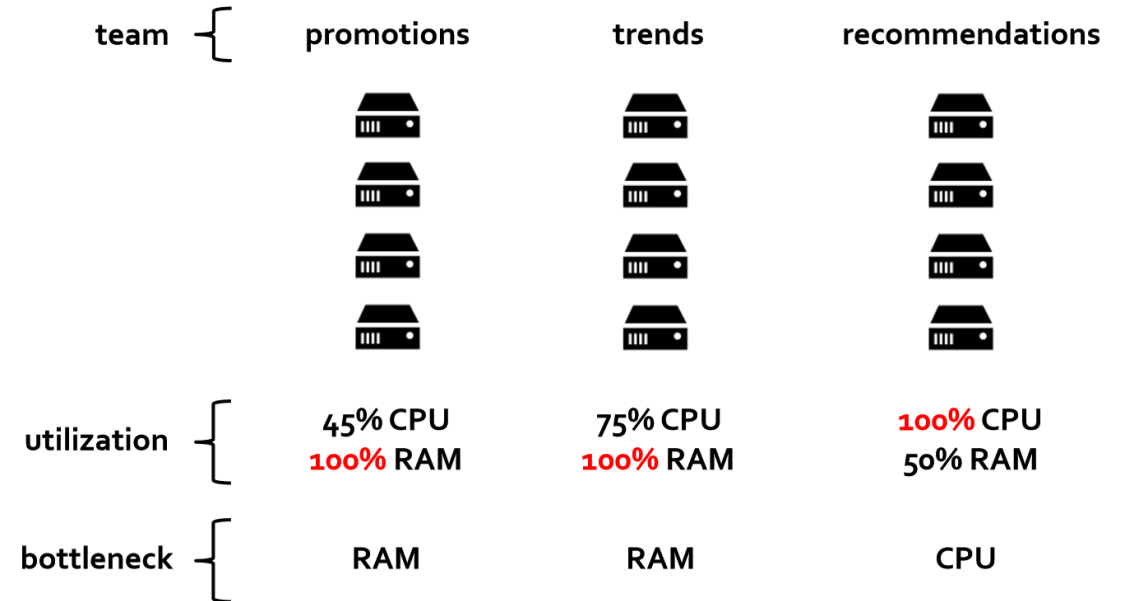 team promotions trends recommendations
45% CPU 75% CPU 100% CPU
utilization
100% RAM 100% RAM 50% RAM
bottleneck RAM RAM CPU